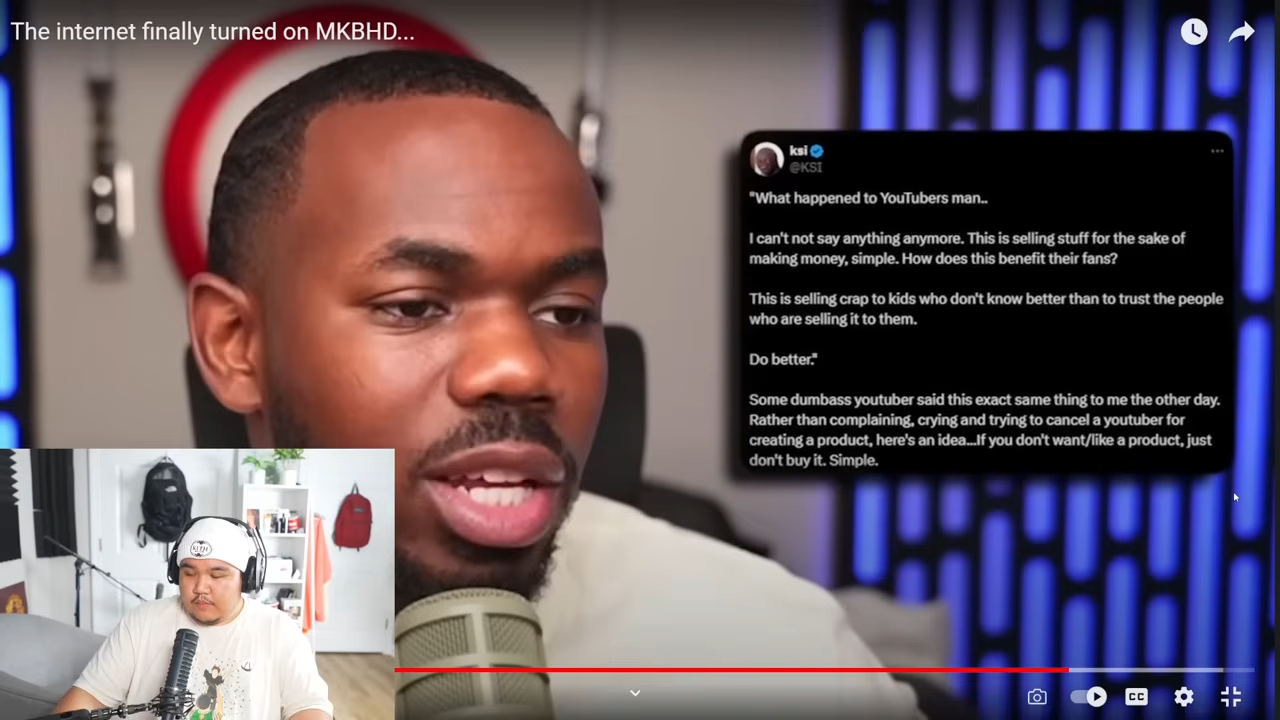 The internet finally turned on MKBHD...
ksi
@KSI
"What happened to YouTubers man..
I can't not say anything anymore. This is selling stuff for the sake of
making money, simple. How does this benefit their fans?
This is selling crap to kids who don't know better than to trust the people
who are selling it to them.
Do better."
Some dumbass youtuber said this exact same thing to me the other day.
Rather than complaining, crying and trying to cancel a youtuber for
creating a product, here's an idea...If you don't want/like a product, just
don't buy it. Simple.
KITH
CC